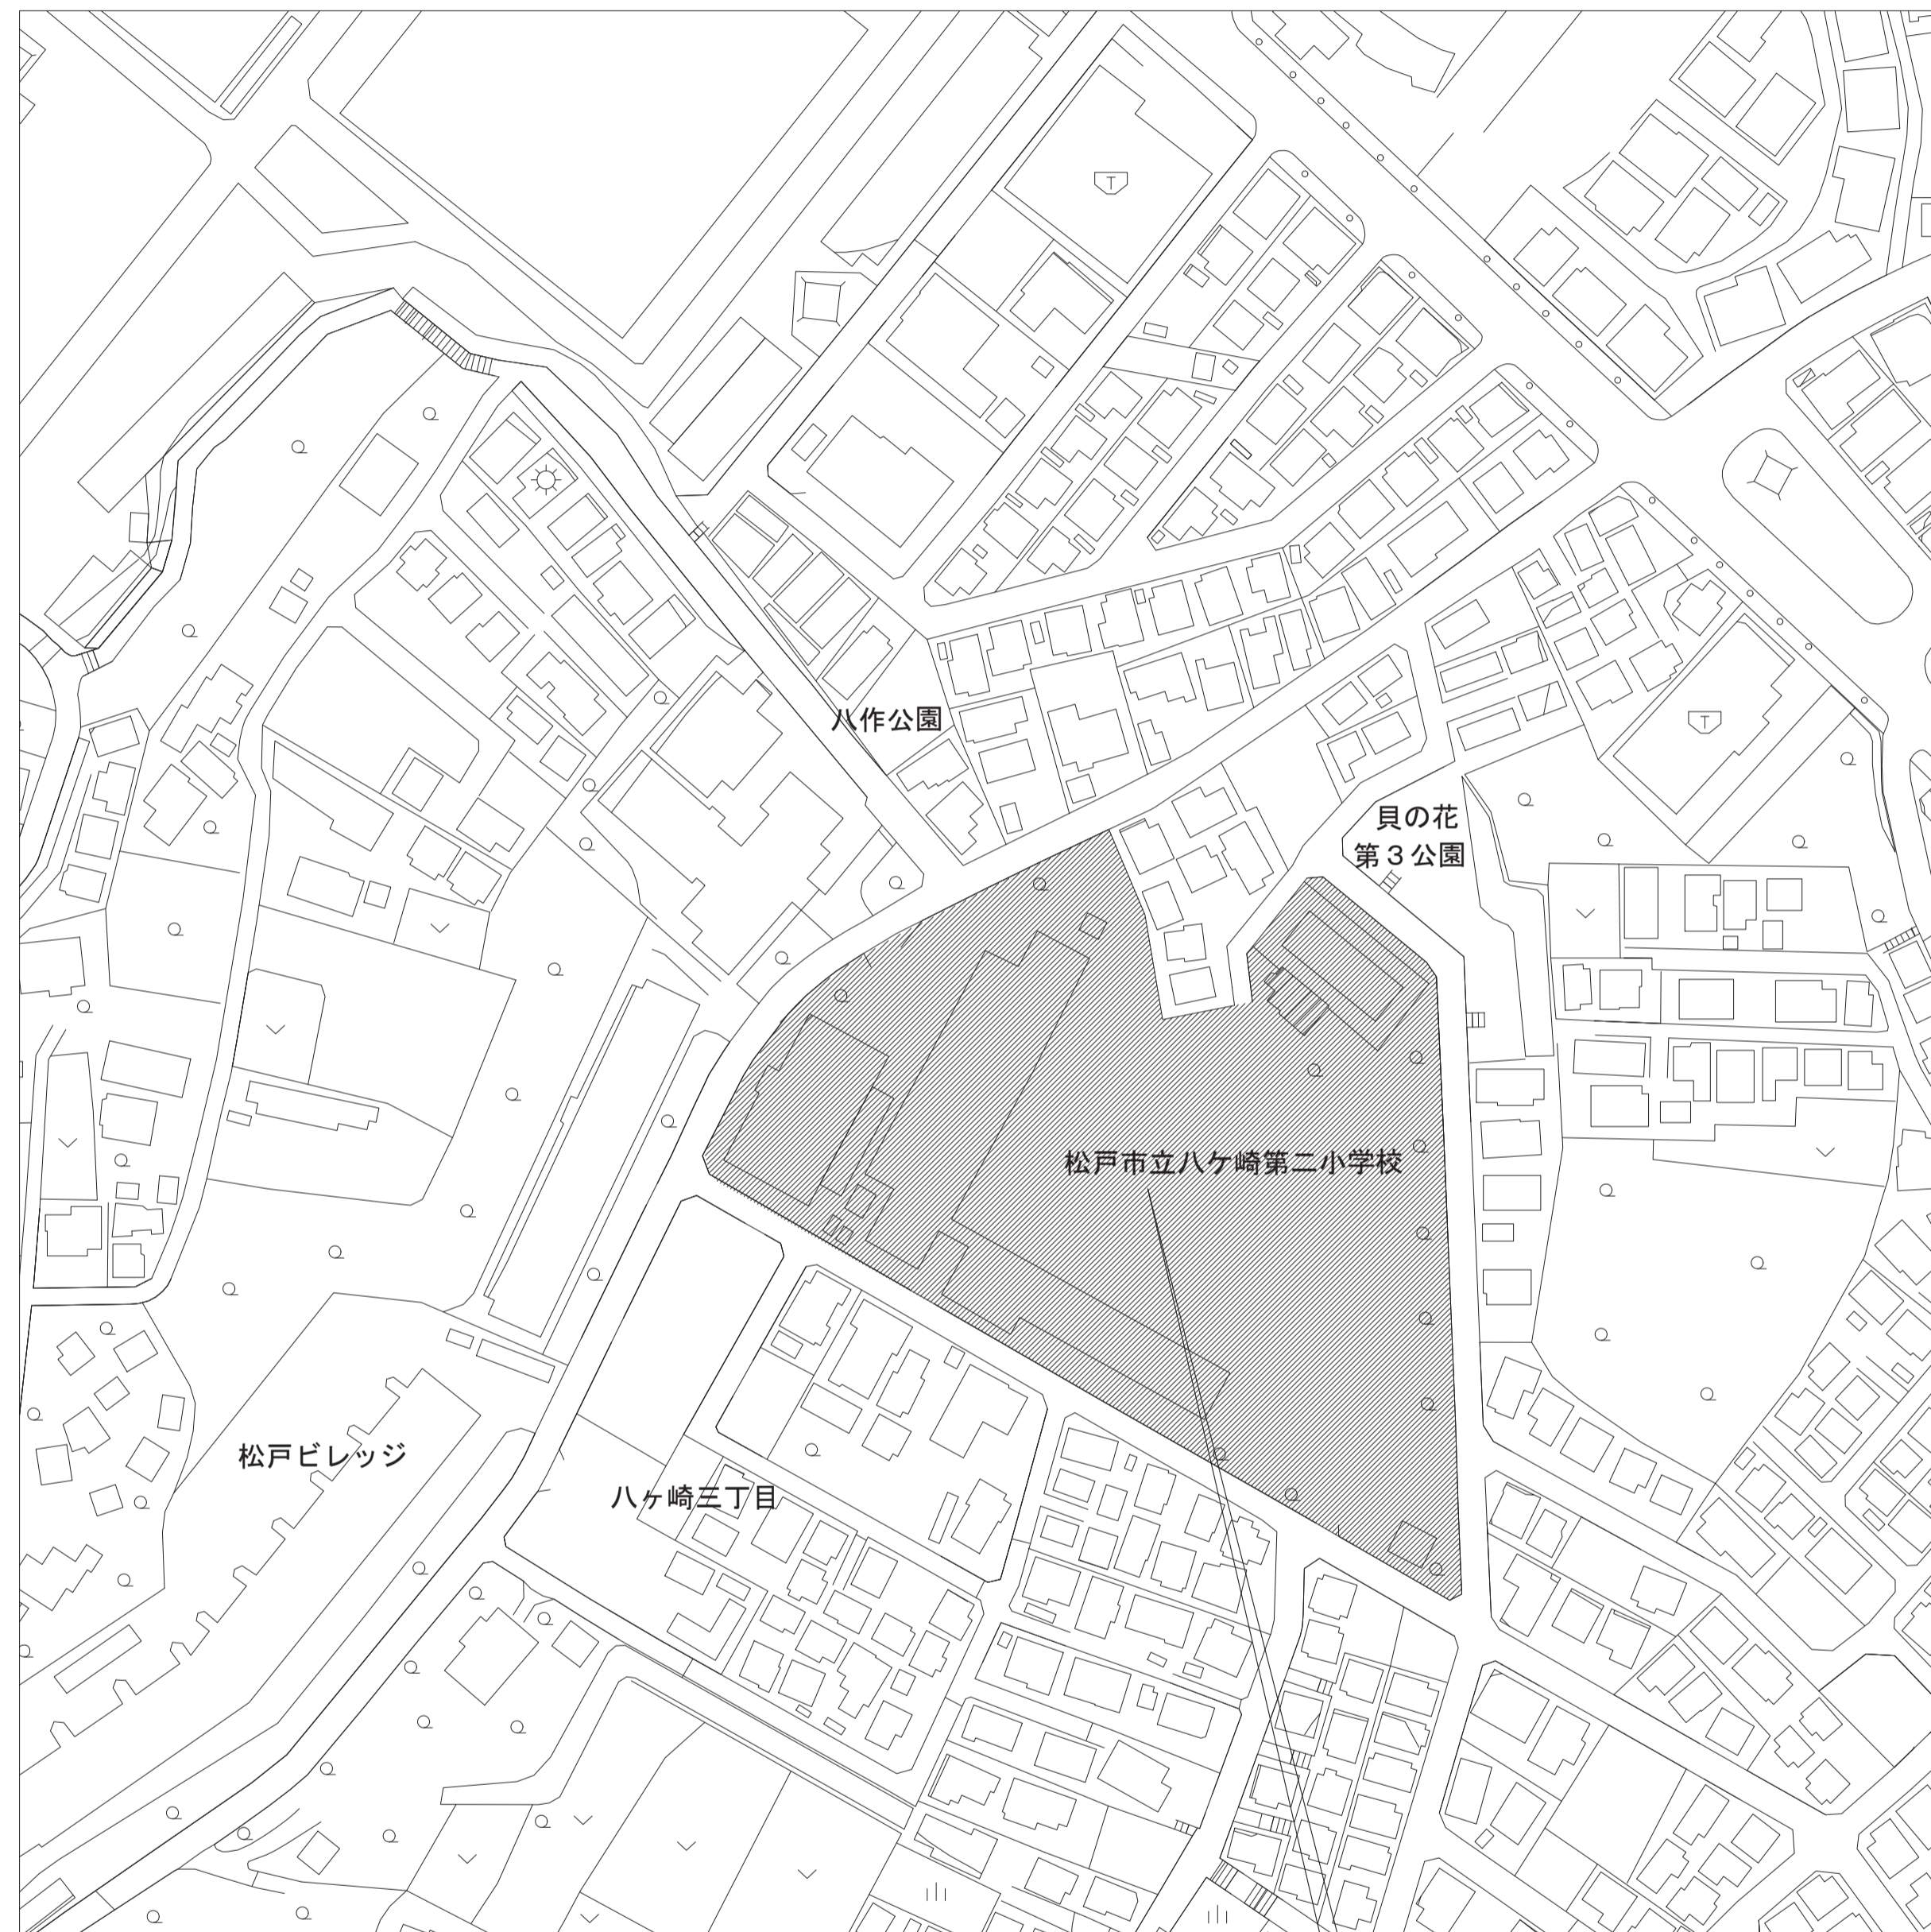 八作公園
貝の花
第3公園
松戸市立八ケ崎第二小学校
松戸ビレッジ
八ヶ崎三丁目